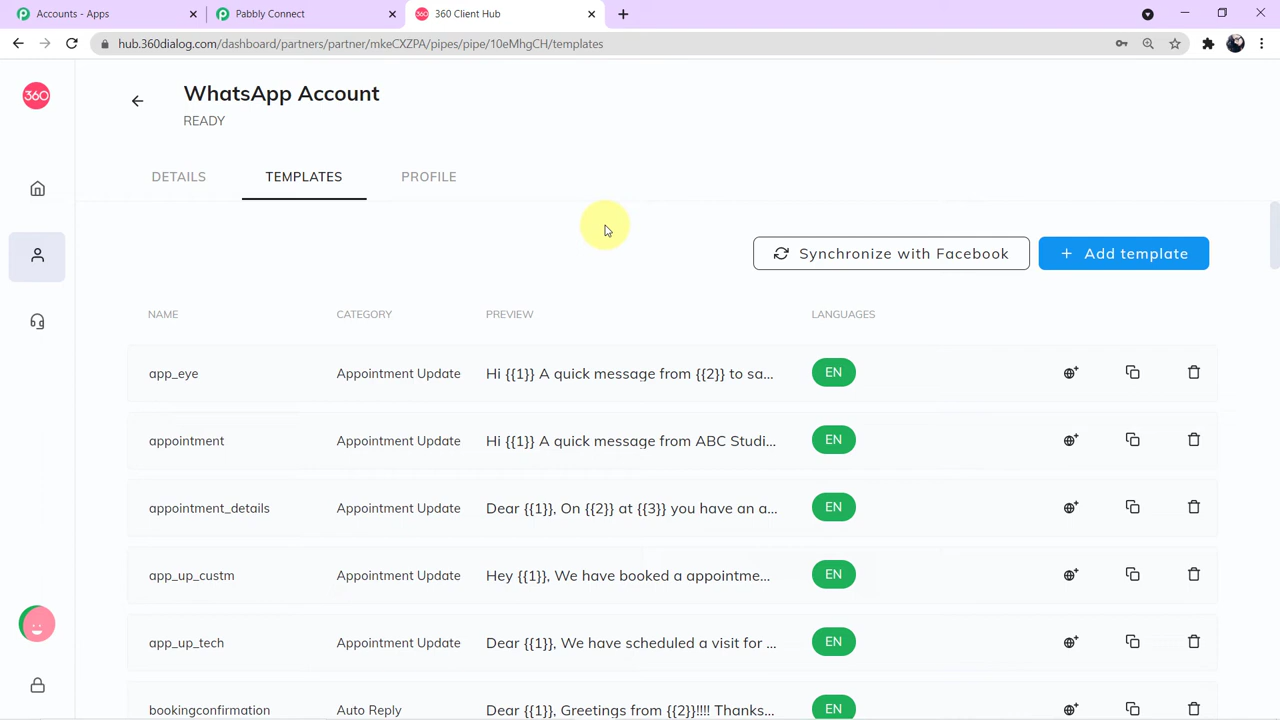 Accounts - Apps
Pabbly Connect
360 Client Hub
hub.360dialog.com/dashboard/partners/partner/mkeCXZPA/pipes/pipe/10eMhgCH/templates
360
WhatsApp Account
READY
DETAILS TEMPLATES PROFILE
Synchronize with Facebook
+ Add template
NAME CATEGORY PREVIEW LANGUAGES
app_eye Appointment Update Hi {{1}} A quick message from {{2}} to sa... EN
appointment Appointment Update Hi {{1}} A quick message from ABC Studi... EN
appointment_details Appointment Update Dear {{1}}, On {{2}} at {{3}} you have an a... EN
app_up_custm Appointment Update Hey {{1}}, We have booked a appointme... EN
app_up_tech Appointment Update Dear {{1}}, We have scheduled a visit for ... EN
bookingconfirmation Auto Reply Dear {{1}}, Greetings from {{2}}!!!! Thanks... EN